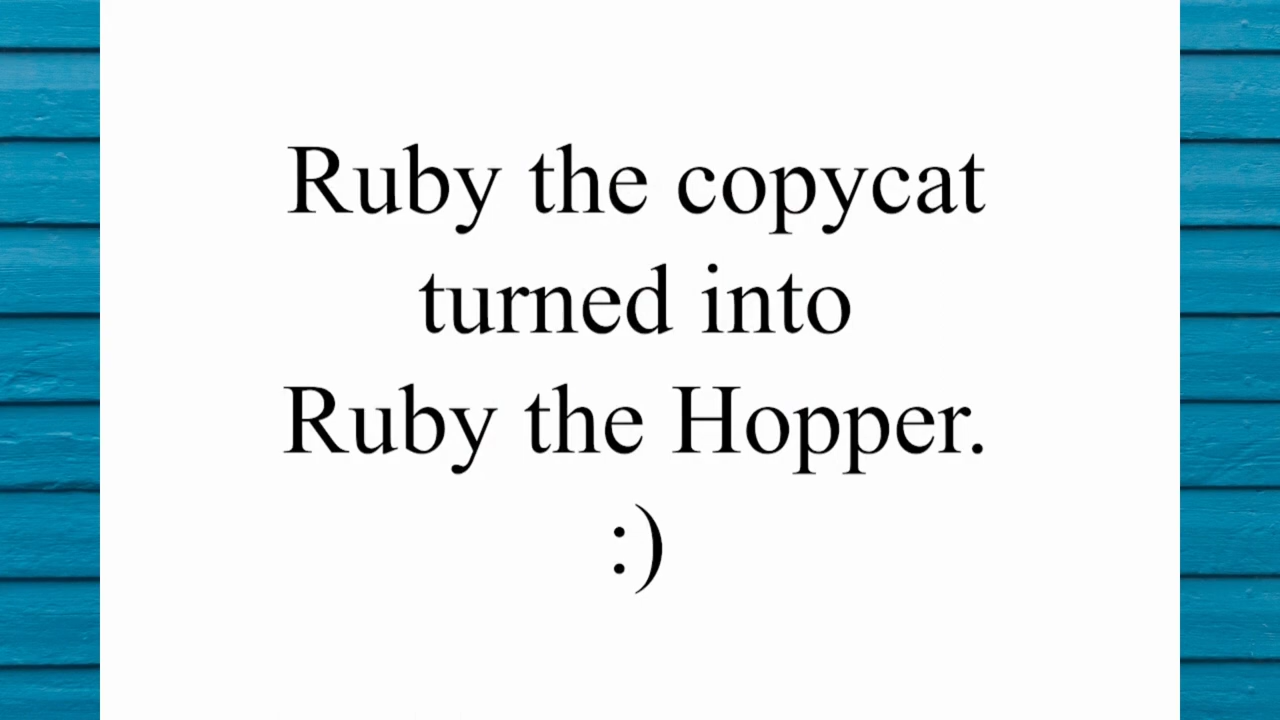 Ruby the copycat
turned into
Ruby the Hopper.
:)